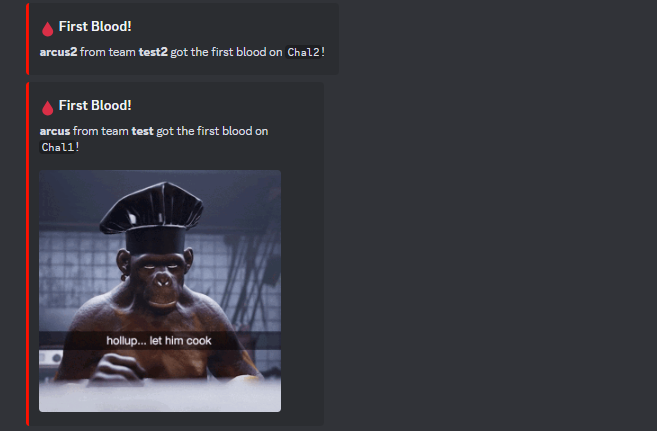 First Blood!
arcus2 from team test2 got the first blood on Chal2!
First Blood!
arcus from team test got the first blood on
Chal1!
hollup... let him cook